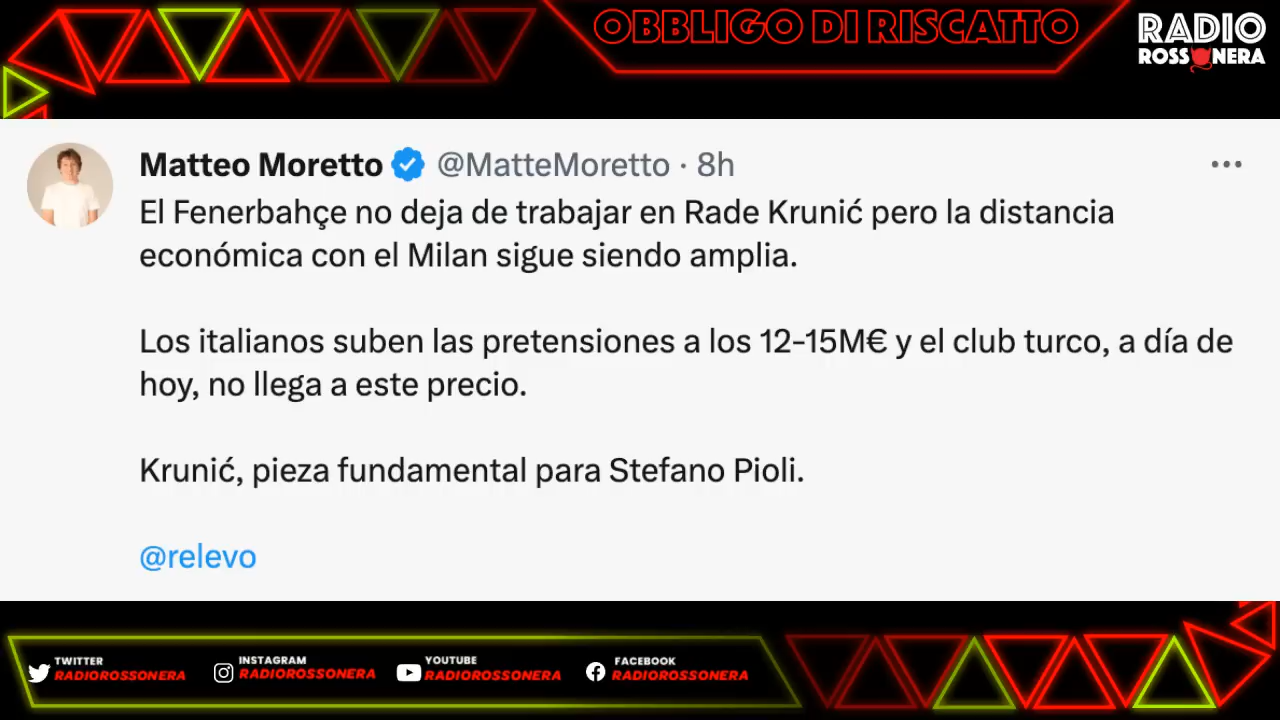 OBBLIGO DI RISCATTO
RADIO
ROSSONERA
Matteo Moretto @MatteMoretto · 8h
El Fenerbahçe no deja de trabajar en Rade Krunić pero la distancia
económica con el Milan sigue siendo amplia.
Los italianos suben las pretensiones a los 12-15M€ y el club turco, a día de
hoy, no llega a este precio.
Krunić, pieza fundamental para Stefano Pioli.
@relevo
TWITTER
RADIOROSSONERA
INSTAGRAM
RADIOROSSONERA
YOUTUBE
RADIOROSSONERA
FACEBOOK
RADIOROSSONERA